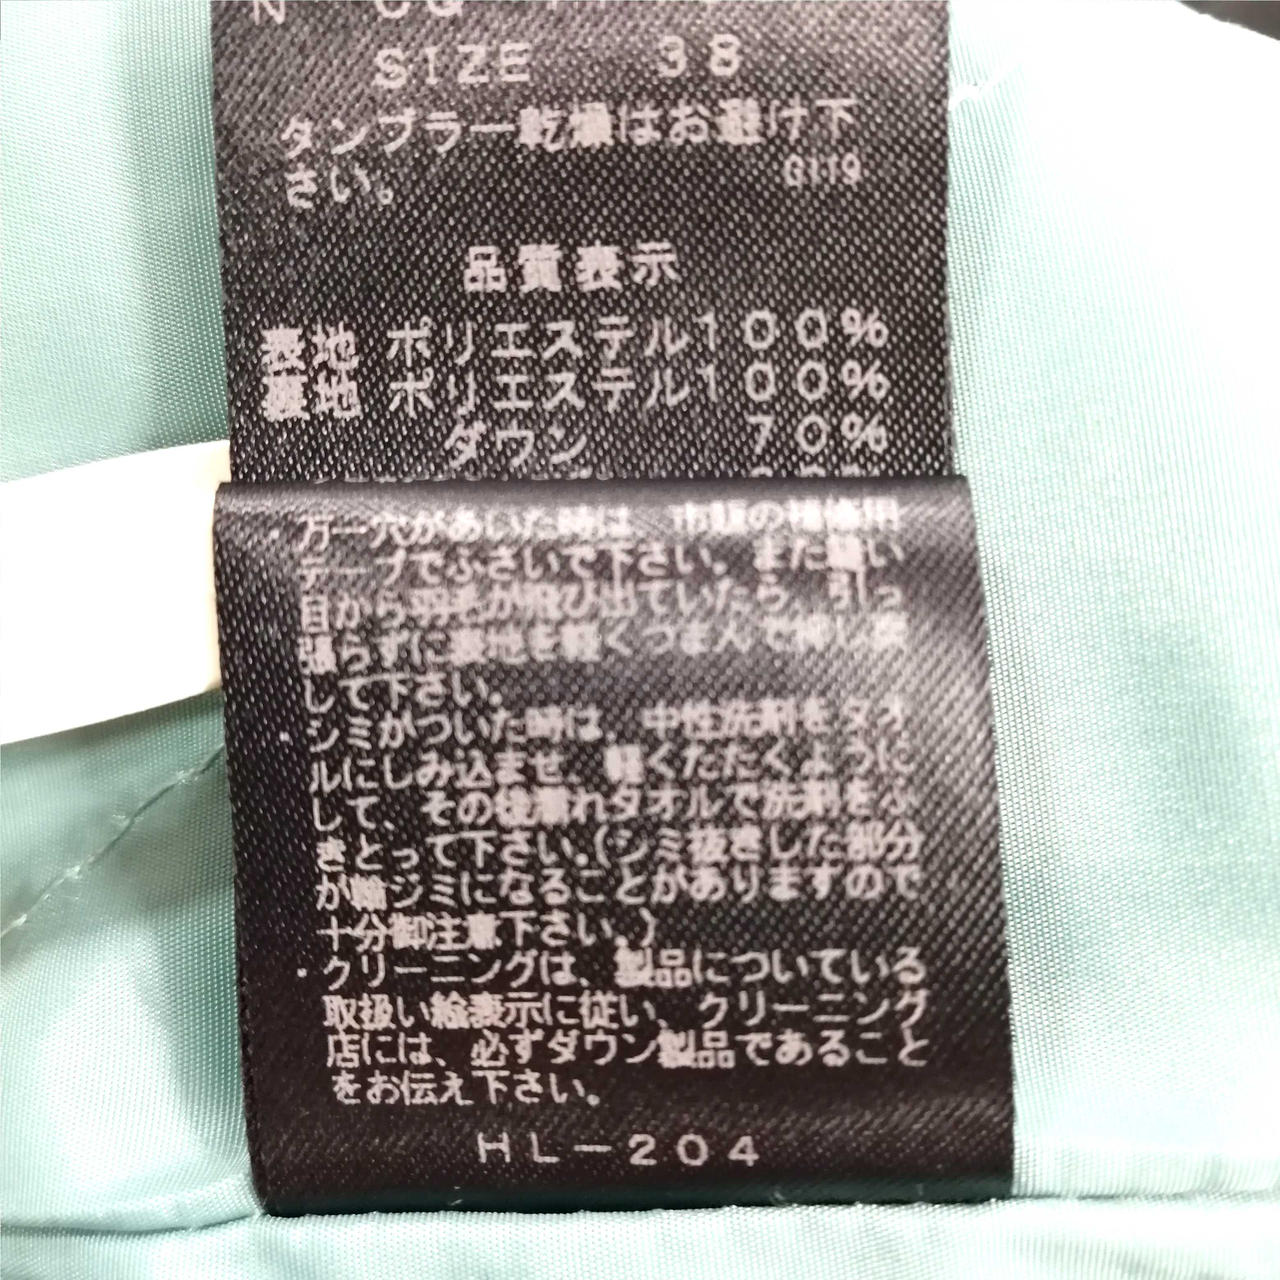 SIZE 38
タンブラー乾燥はお避け下
さい。 G119
品質表示
表地 ポリエステル100%
裏地 ポリエステル100%
ダウン 70%
・万一穴があいた時は、市販の補修用
テープでふさいで下さい。また縫い
目から羽毛が飛び出ていたら、引っ
張らずに裏地を軽くつまんで押し戻
して下さい。
・シミがついた時は、中性洗剤をタオ
ルにしみ込ませ、軽くたたくように
して、その後濡れタオルで洗剤をふ
きとって下さい。(シミ抜きした部分
が輪ジミになることがありますので
十分御注意下さい。)
・クリーニングは、製品についている
取扱い絵表示に従い、クリーニング
店には、必ずダウン製品であること
をお伝え下さい。
HL-204